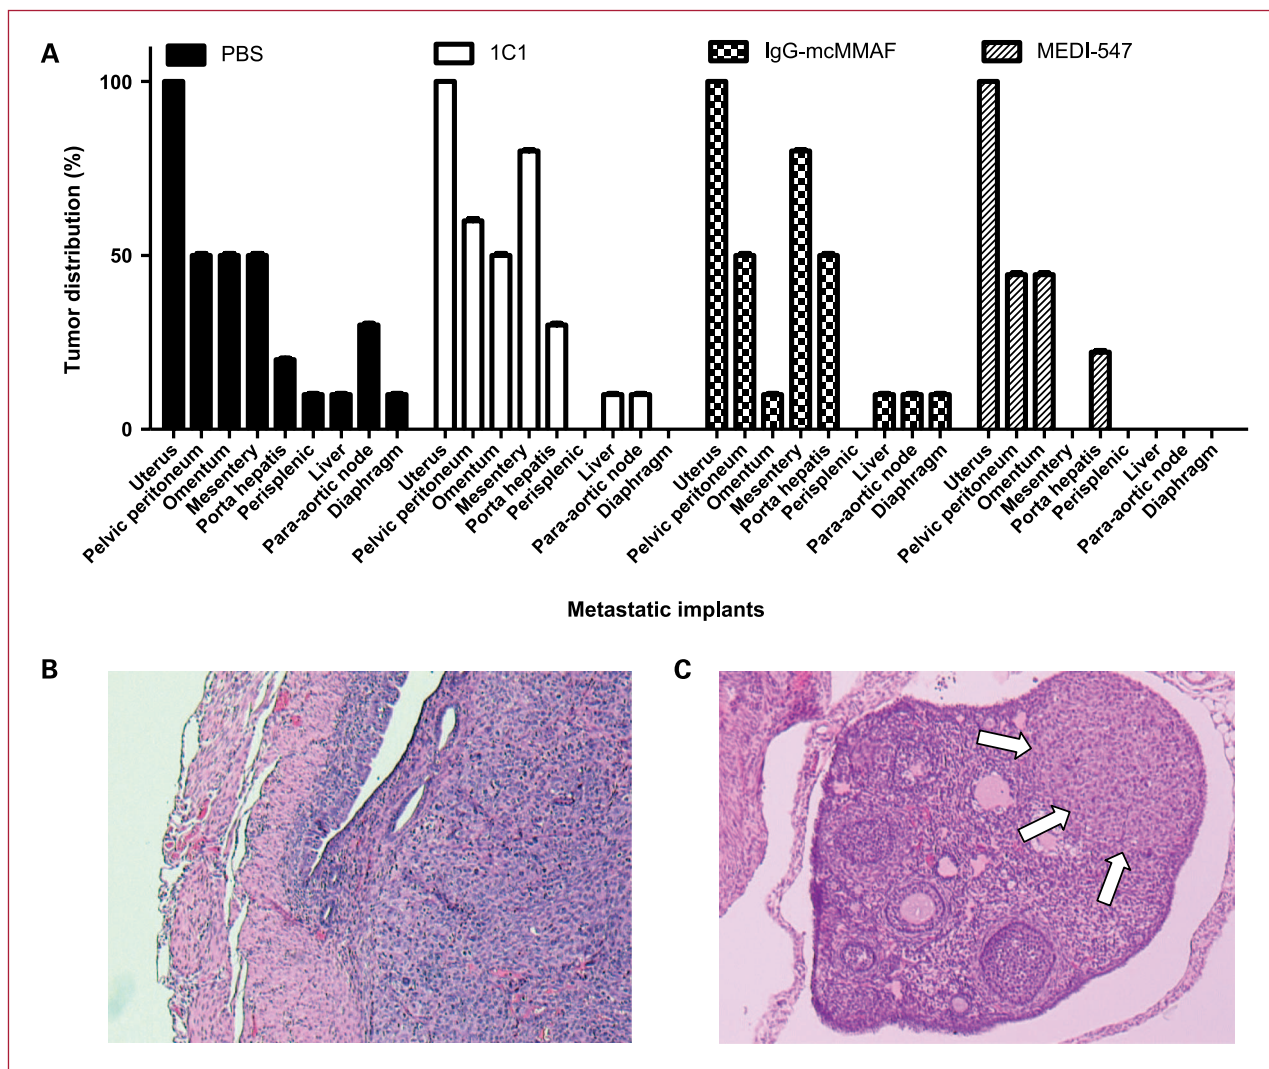 A
PBS
1C1
IgG-mcMMAF
MEDI-547
Tumor distribution (%)
100
50
0
Uterus
Pelvic peritoneum
Omentum
Mesentery
Porta hepatis
Perisplenic
Liver
Para-aortic node
Diaphragm
Uterus
Pelvic peritoneum
Omentum
Mesentery
Porta hepatis
Perisplenic
Liver
Para-aortic node
Diaphragm
Uterus
Pelvic peritoneum
Omentum
Mesentery
Porta hepatis
Perisplenic
Liver
Para-aortic node
Diaphragm
Uterus
Pelvic peritoneum
Omentum
Mesentery
Porta hepatis
Perisplenic
Liver
Para-aortic node
Diaphragm
Metastatic implants
B
C